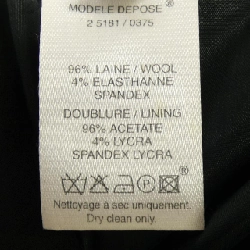 MODELE DEPOSE®
2 5181 / 0375
96% LAINE / WOOL
4% ELASTHANNE
SPANDEX
DOUBLURE / LINING
96% ACETATE
4% LYCRA
SPANDEX LYCRA
P
®
Nettoyage a sec uniquement.
Dry clean only.